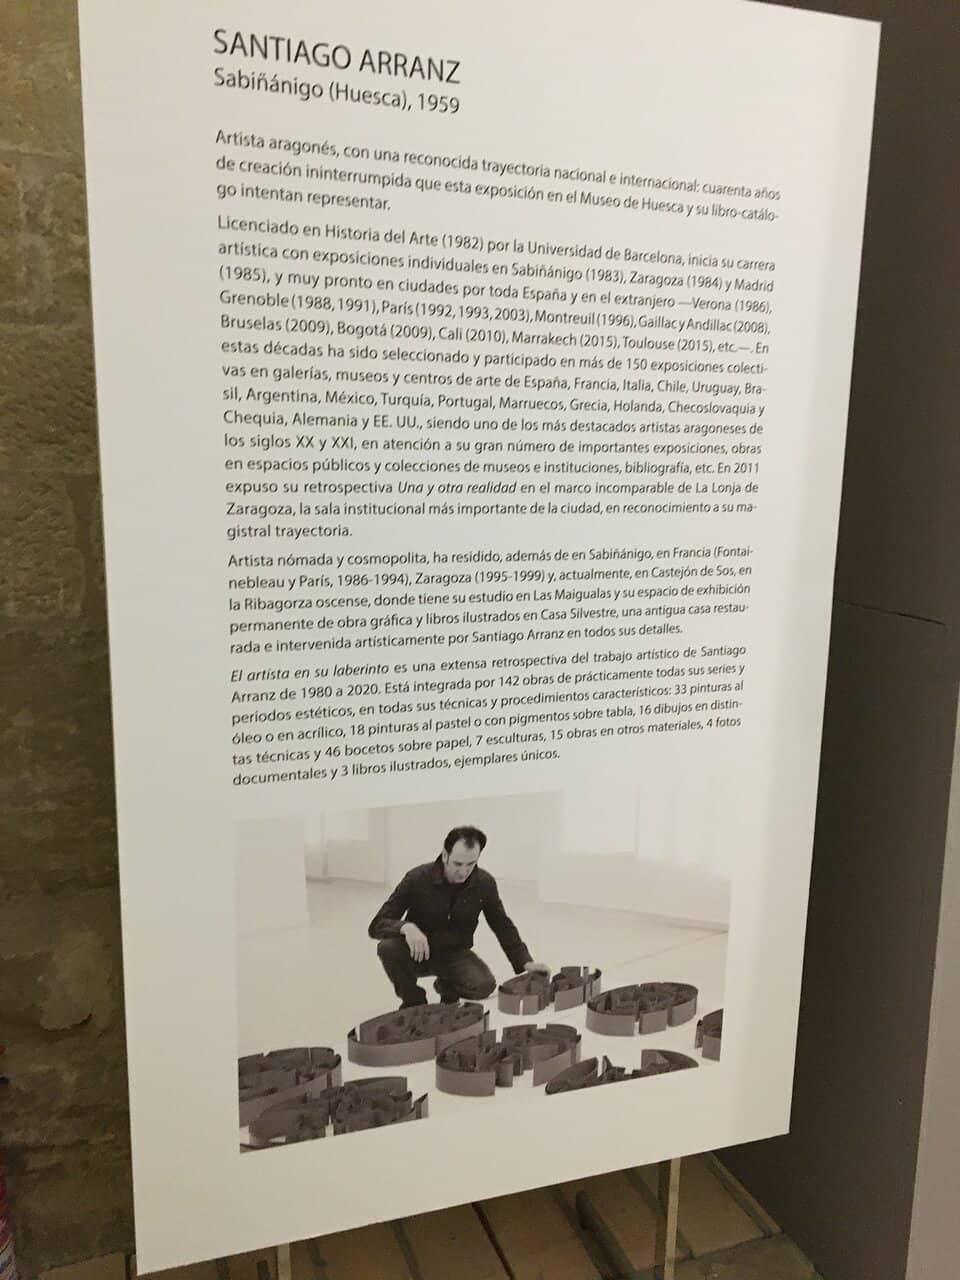 SANTIAGO ARRANZ
Sabiñánigo (Huesca), 1959
Artista aragonés, con una reconocida trayectoria nacional e internacional: cuarenta años
de creación ininterrumpida que esta exposición en el Museo de Huesca y su libro-catálo-
go intentan representar.
Licenciado en Historia del Arte (1982) por la Universidad de Barcelona, inicia su carrera
artística con exposiciones individuales en Sabiñánigo (1983), Zaragoza (1984) y Madrid
(1985), y muy pronto en ciudades por toda España y en el extranjero —Verona (1986),
Grenoble (1988, 1991), París (1992, 1993, 2003), Montreuil (1996), Gaillac y Andillac (2008),
Bruselas (2009), Bogotá (2009), Cali (2010), Marrakech (2015), Toulouse (2015), etc.—. En
estas décadas ha sido seleccionado y participado en más de 150 exposiciones colecti-
vas en galerías, museos y centros de arte de España, Francia, Italia, Chile, Uruguay, Bra-
sil, Argentina, México, Turquía, Portugal, Marruecos, Grecia, Holanda, Checoslovaquia y
Chequia, Alemania y EE. UU., siendo uno de los más destacados artistas aragoneses de
los siglos XX y XXI, en atención a su gran número de importantes exposiciones, obras
en espacios públicos y colecciones de museos e instituciones, bibliografía, etc. En 2011
expuso su retrospectiva Una y otra realidad en el marco incomparable de La Lonja de
Zaragoza, la sala institucional más importante de la ciudad, en reconocimiento a su ma-
gistral trayectoria.
Artista nómada y cosmopolita, ha residido, además de en Sabiñánigo, en Francia (Fontai-
nebleau y París, 1986-1994), Zaragoza (1995-1999) y, actualmente, en Castejón de Sos, en
la Ribagorza oscense, donde tiene su estudio en Las Maigualas y su espacio de exhibición
permanente de obra gráfica y libros ilustrados en Casa Silvestre, una antigua casa restau-
rada e intervenida artísticamente por Santiago Arranz en todos sus detalles.
El artista en su laberinto es una extensa retrospectiva del trabajo artístico de Santiago
Arranz de 1980 a 2020. Está integrada por 142 obras de prácticamente todas sus series y
periodos estéticos, en todas sus técnicas y procedimientos característicos: 33 pinturas al
óleo o en acrílico, 18 pinturas al pastel o con pigmentos sobre tabla, 16 dibujos en distin-
tas técnicas y 46 bocetos sobre papel, 7 esculturas, 15 obras en otros materiales, 4 fotos
documentales y 3 libros ilustrados, ejemplares únicos.